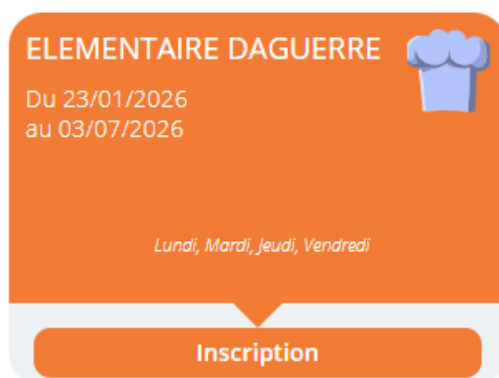 ELEMENTAIRE DAGUERRE
Du 23/01/2026
au 03/07/2026
Lundi, Mardi, Jeudi, Vendredi
Inscription